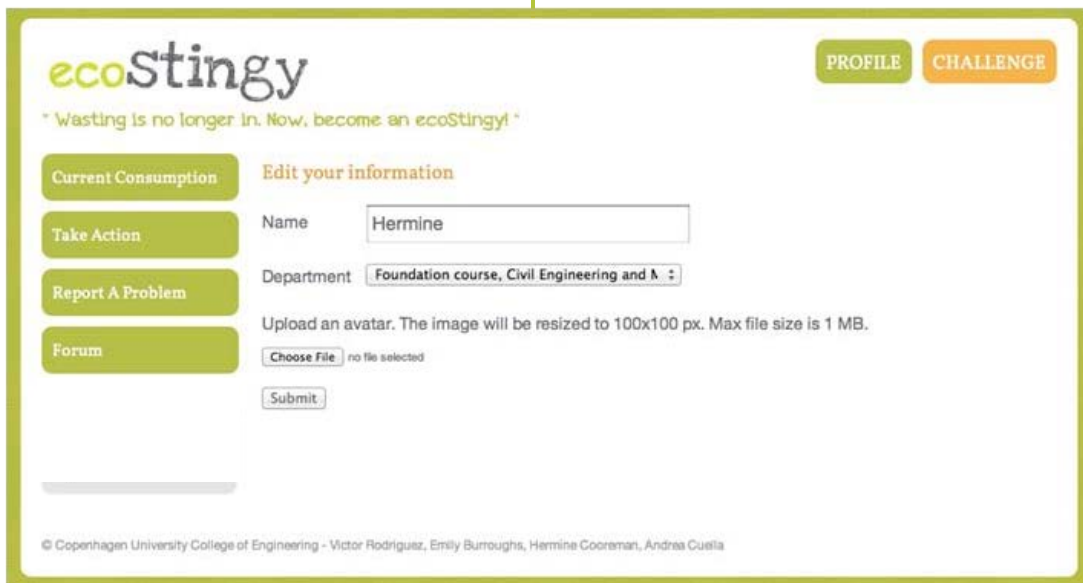 ecoStingy
PROFILE
CHALLENGE
" Wasting is no longer in. Now, become an ecoStingy! "
Current Consumption
Take Action
Report A Problem
Forum
Edit your information
Name Hermine
Department Foundation course, Civil Engineering and M
Upload an avatar. The image will be resized to 100x100 px. Max file size is 1 MB.
Choose File no file selected
Submit
© Copenhagen University College of Engineering - Victor Rodriguez, Emily Burroughs, Hermine Cooreman, Andrea Cuella